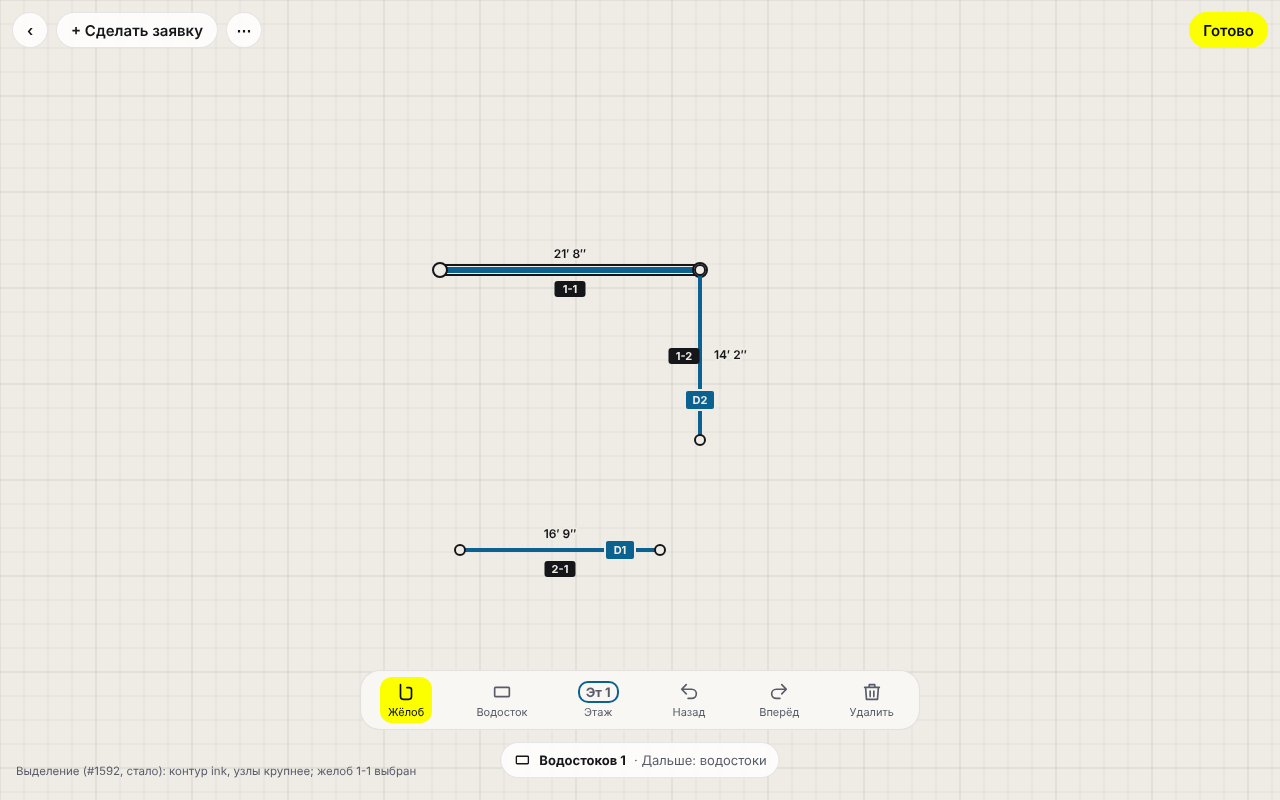 ‹ + Сделать заявку ⋯ Готово
21′ 8″
1-1
1-2 14′ 2″
D2
16′ 9″
D1
2-1
Эт 1
Жёлоб Водосток Этаж Назад Вперёд Удалить
Водостоков 1 · Дальше: водостоки
Выделение (#1592, стало): контур ink, узлы крупнее; желоб 1-1 выбран